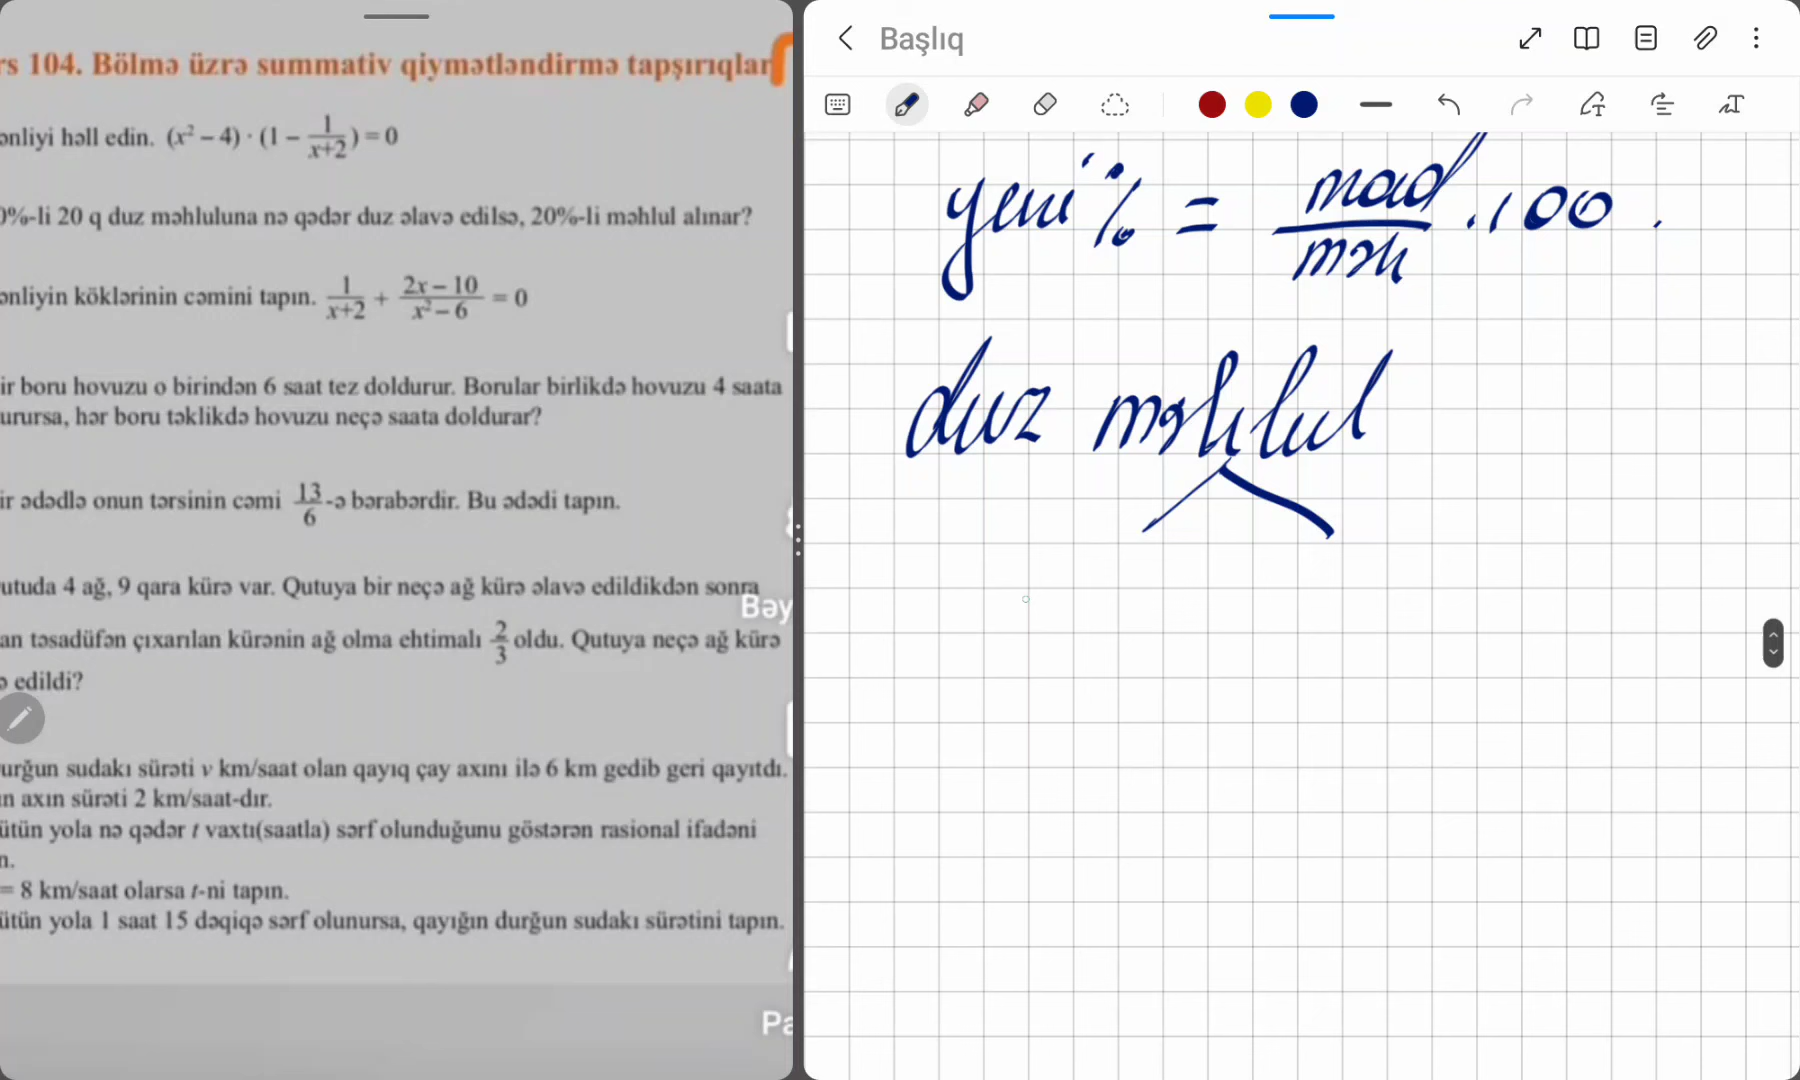 rs 104. Bölmə üzrə summativ qiymətləndirmə tapşırıqlar
ənliyi həll edin. (x² – 4) · (1 – 1/(x+2)) = 0
0%-li 20 q duz məhluluna nə qədər duz əlavə edilsə, 20%-li məhlul alınar?
ənliyin köklərinin cəmini tapın. 1/(x+2) + (2x – 10)/(x² – 6) = 0
ir boru hovuzu o birindən 6 saat tez doldurur. Borular birlikdə hovuzu 4 saata
urursa, hər boru təklikdə hovuzu neçə saata doldurar?
ir ədədlə onun tərsinin cəmi 13/6-ə bərabərdir. Bu ədədi tapın.
utuda 4 ağ, 9 qara kürə var. Qutuya bir neçə ağ kürə əlavə edildikdən sonra
Bəy
an təsadüfən çıxarılan kürənin ağ olma ehtimalı 2/3 oldu. Qutuya neçə ağ kürə
ə edildi?
urğun sudakı sürəti v km/saat olan qayıq çay axını ilə 6 km gedib geri qayıtdı.
n axın sürəti 2 km/saat-dır.
ütün yola nə qədər t vaxtı(saatla) sərf olunduğunu göstərən rasional ifadəni
n.
= 8 km/saat olarsa t-ni tapın.
ütün yola 1 saat 15 dəqiqə sərf olunursa, qayığın durğun sudakı sürətini tapın.
Pa
Başlıq
yeni % = mad/məh · 100 .
duz məhlul